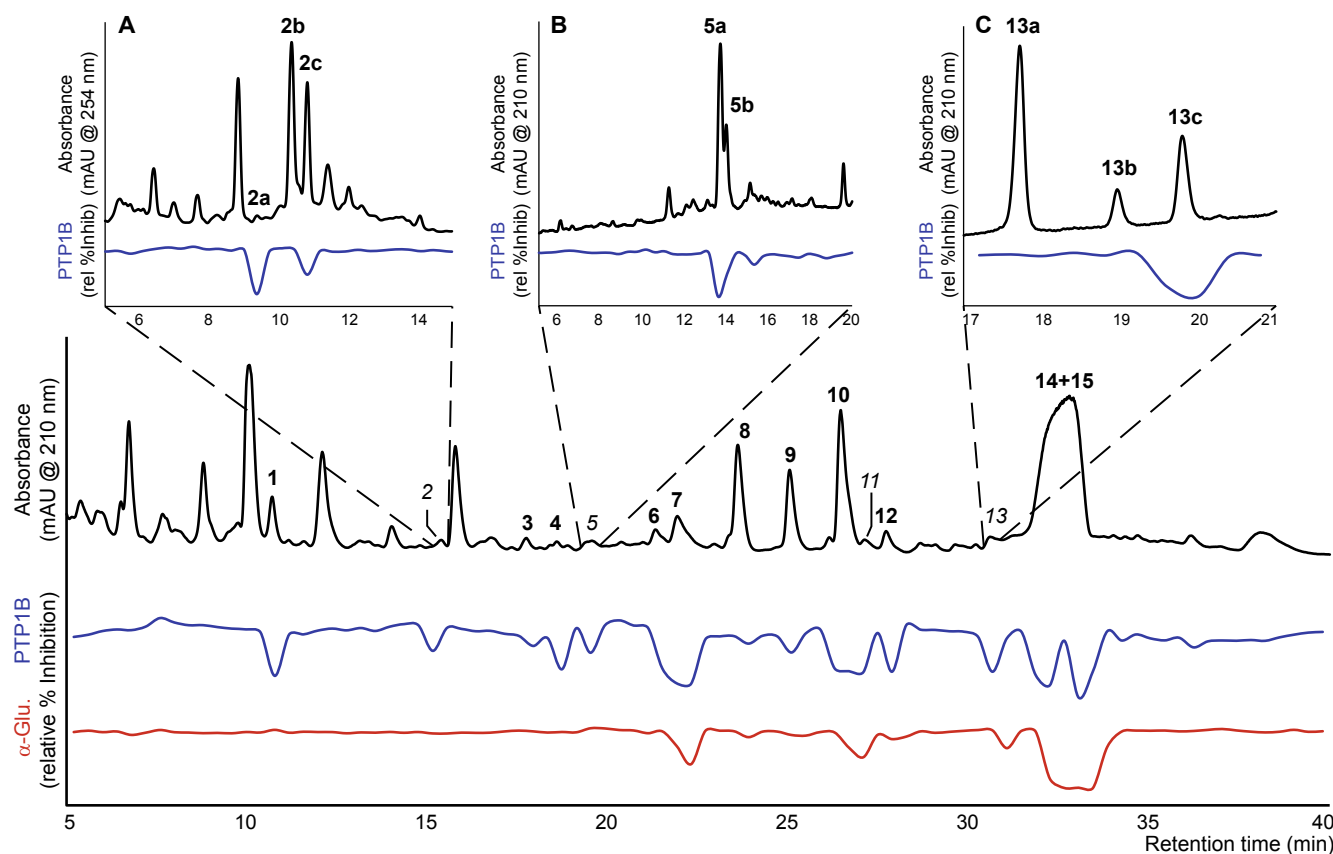 A
2b
2c
2a
Absorbance
(mAU @ 254 nm)
PTP1B
(rel %Inhib)
6 8 10 12 14
B
5a
5b
Absorbance
(mAU @ 210 nm)
PTP1B
(rel %Inhib)
6 8 10 12 14 16 18 20
C
13a
13b
13c
Absorbance
(mAU @ 210 nm)
PTP1B
(rel %Inhib)
17 18 19 20 21
Absorbance
(mAU @ 210 nm)
1
2
3
4
5
6
7
8
9
10
11
12
13
14+15
PTP1B
α-Glu.
(relative % Inhibition)
5 10 15 20 25 30 35 40
Retention time (min)